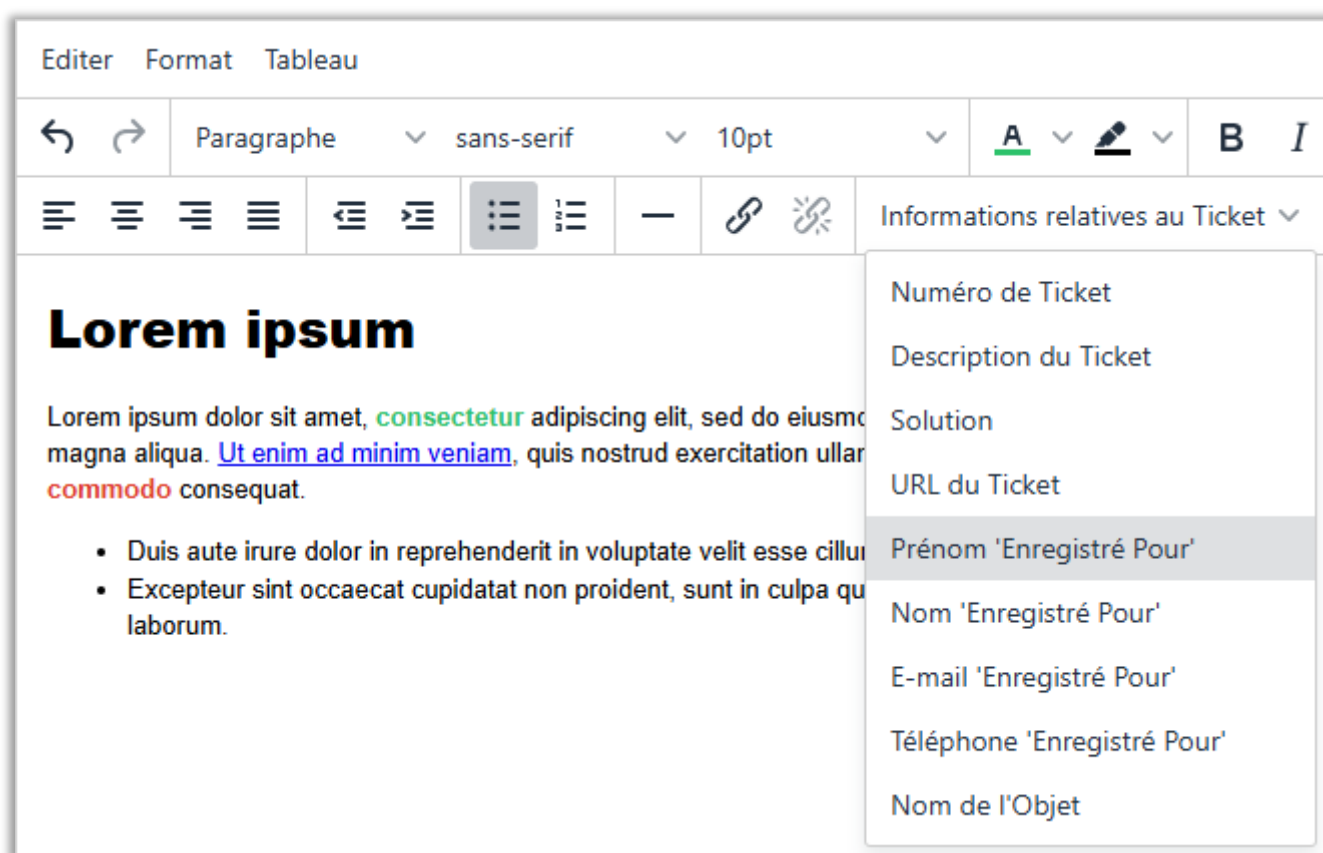 Editer Format Tableau
Paragraphe sans-serif 10pt A B I
Informations relatives au Ticket
Numéro de Ticket
Description du Ticket
Solution
URL du Ticket
Prénom 'Enregistré Pour'
Nom 'Enregistré Pour'
E-mail 'Enregistré Pour'
Téléphone 'Enregistré Pour'
Nom de l'Objet
Lorem ipsum
Lorem ipsum dolor sit amet, consectetur adipiscing elit, sed do
magna aliqua. Ut enim ad minim veniam, quis nostrud exercitation
commodo consequat.
• Duis aute irure dolor in reprehenderit in voluptate velit esse
• Excepteur sint occaecat cupidatat non proident, sunt in culpa
laborum.